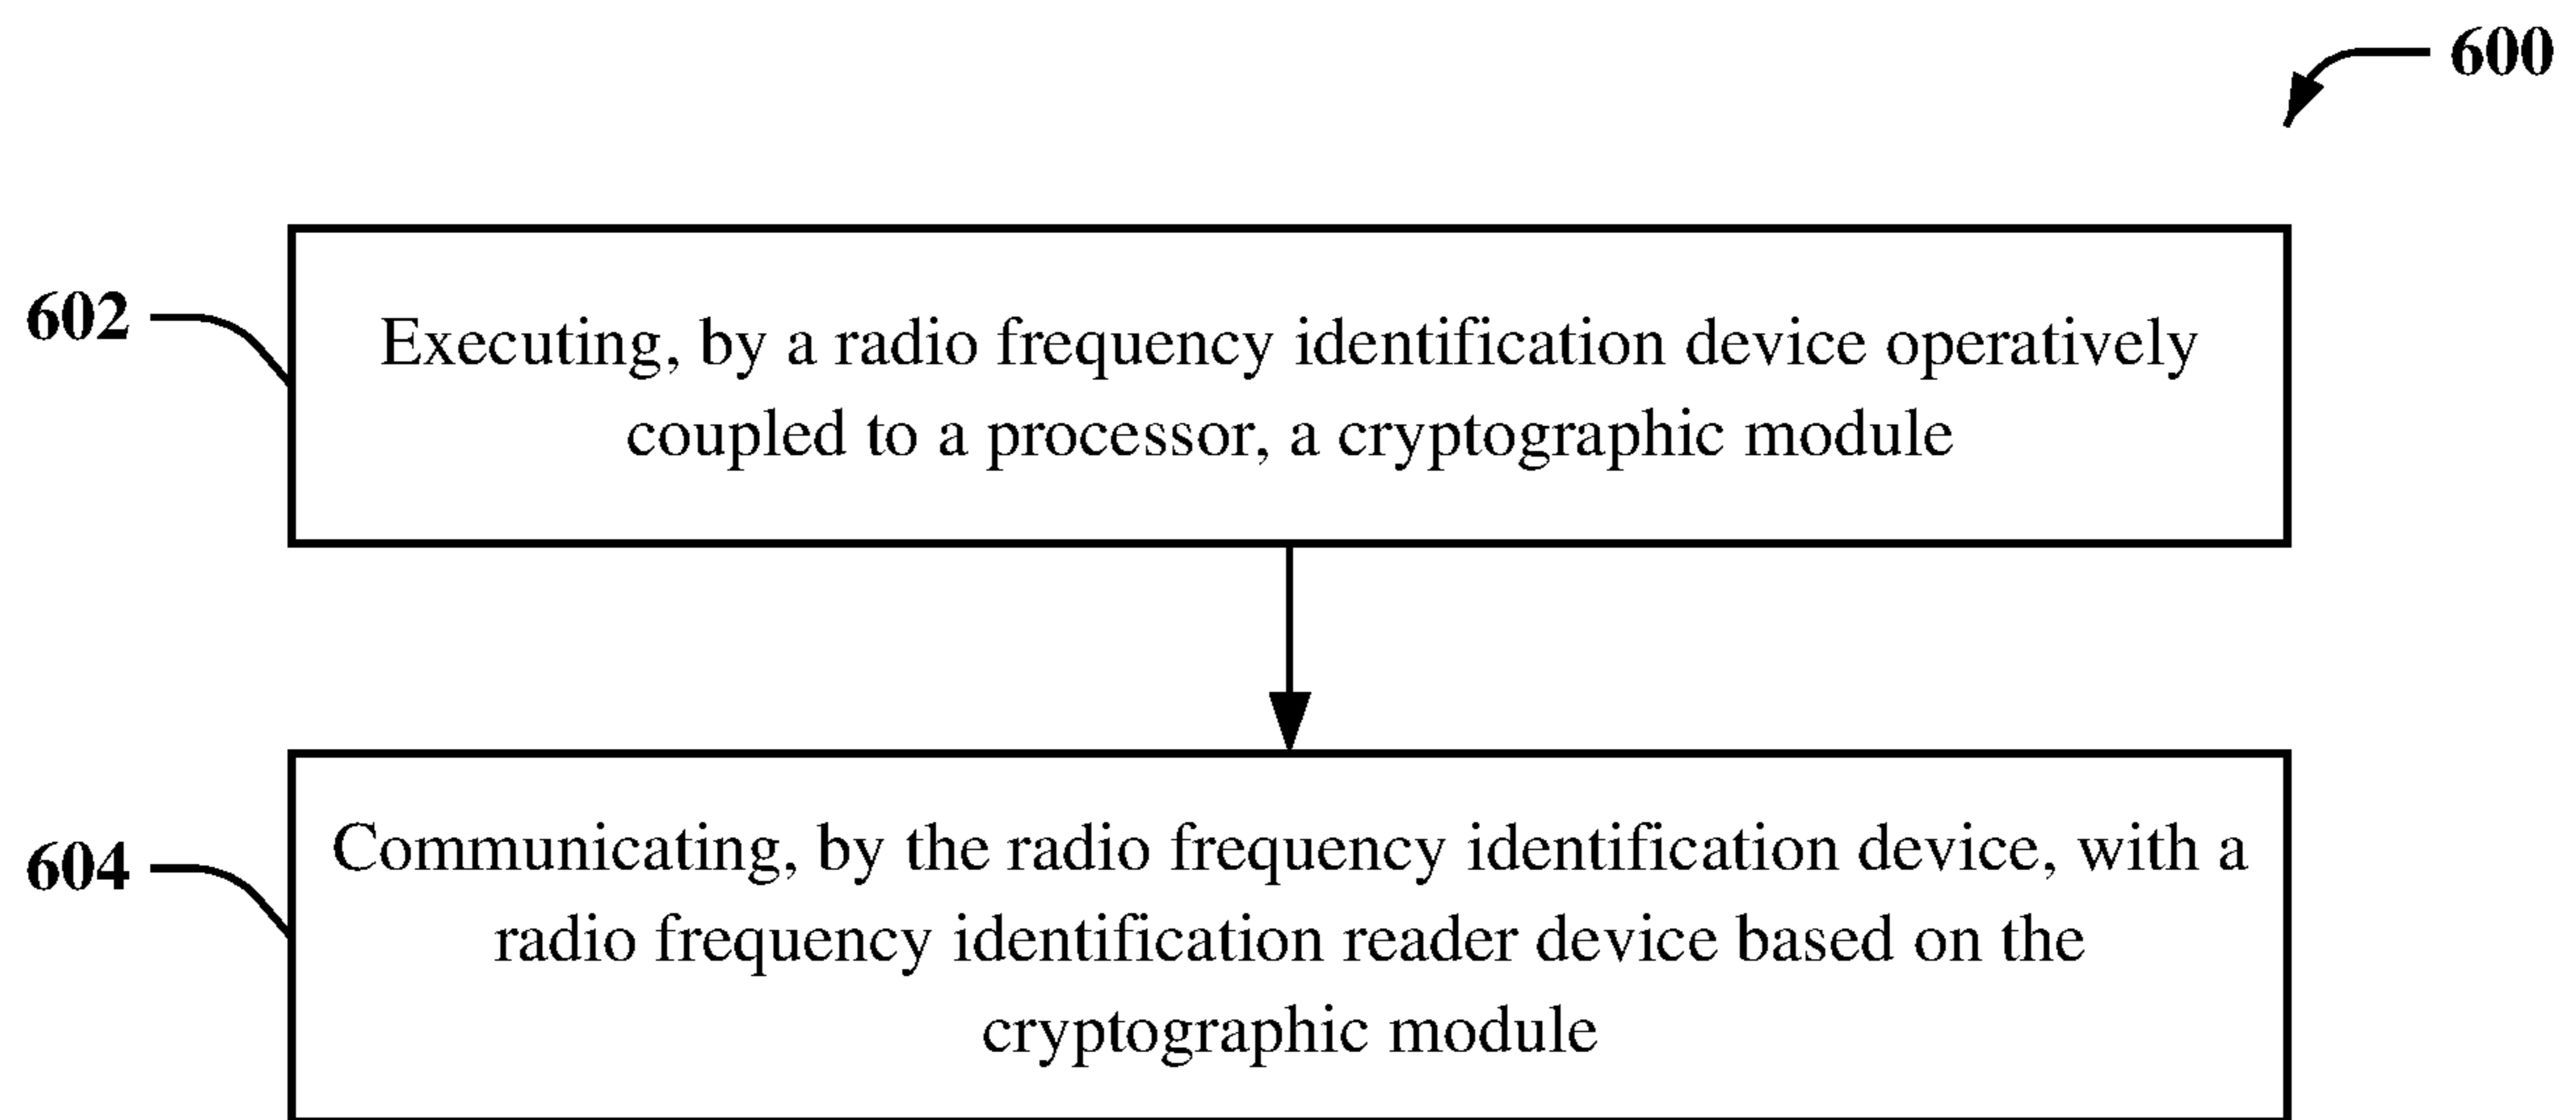 600
602
Executing, by a radio frequency identification device operatively
coupled to a processor, a cryptographic module
604
Communicating, by the radio frequency identification device, with a
radio frequency identification reader device based on the
cryptographic module